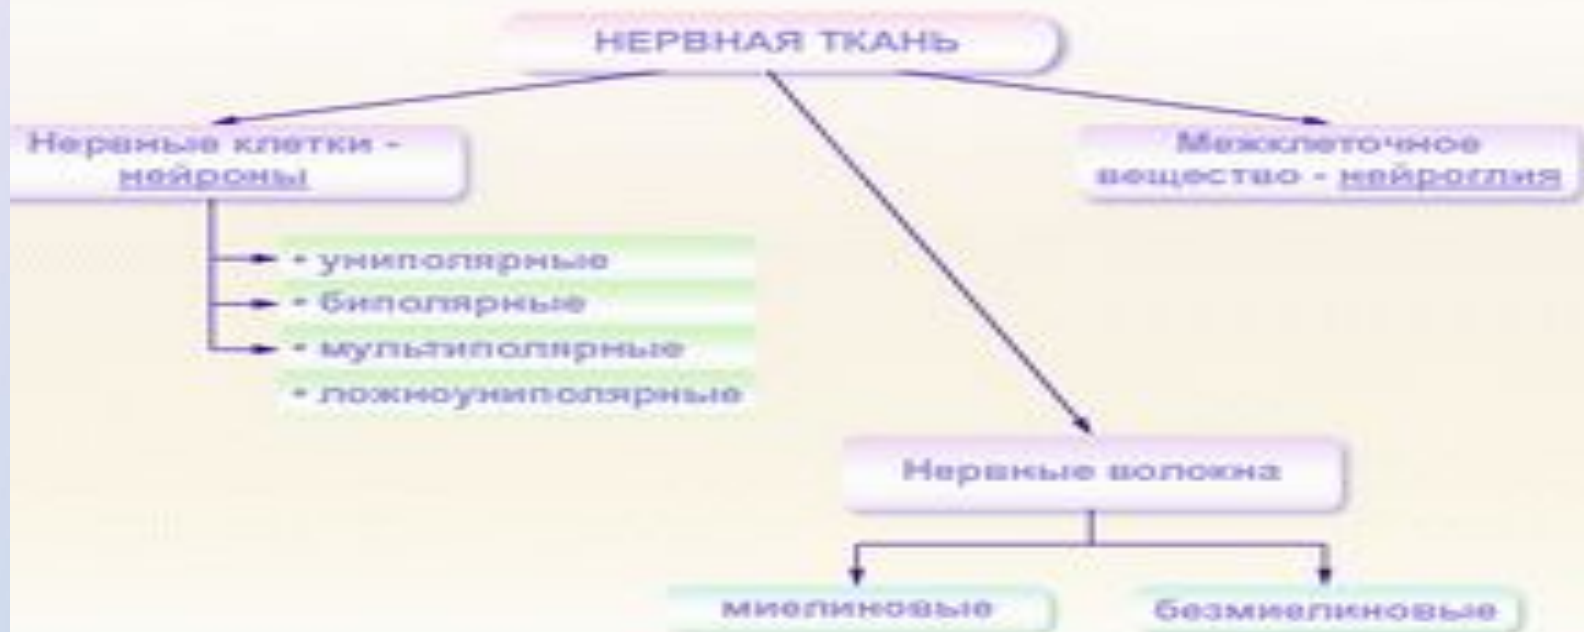 НЕРВНАЯ ТКАНЬ
Нервные клетки -
нейроны
Межклеточное
вещество - нейроглия
• униполярные
• биполярные
• мультиполярные
• ложноуниполярные
Нервные волокна
миелиновые
безмиелиновые